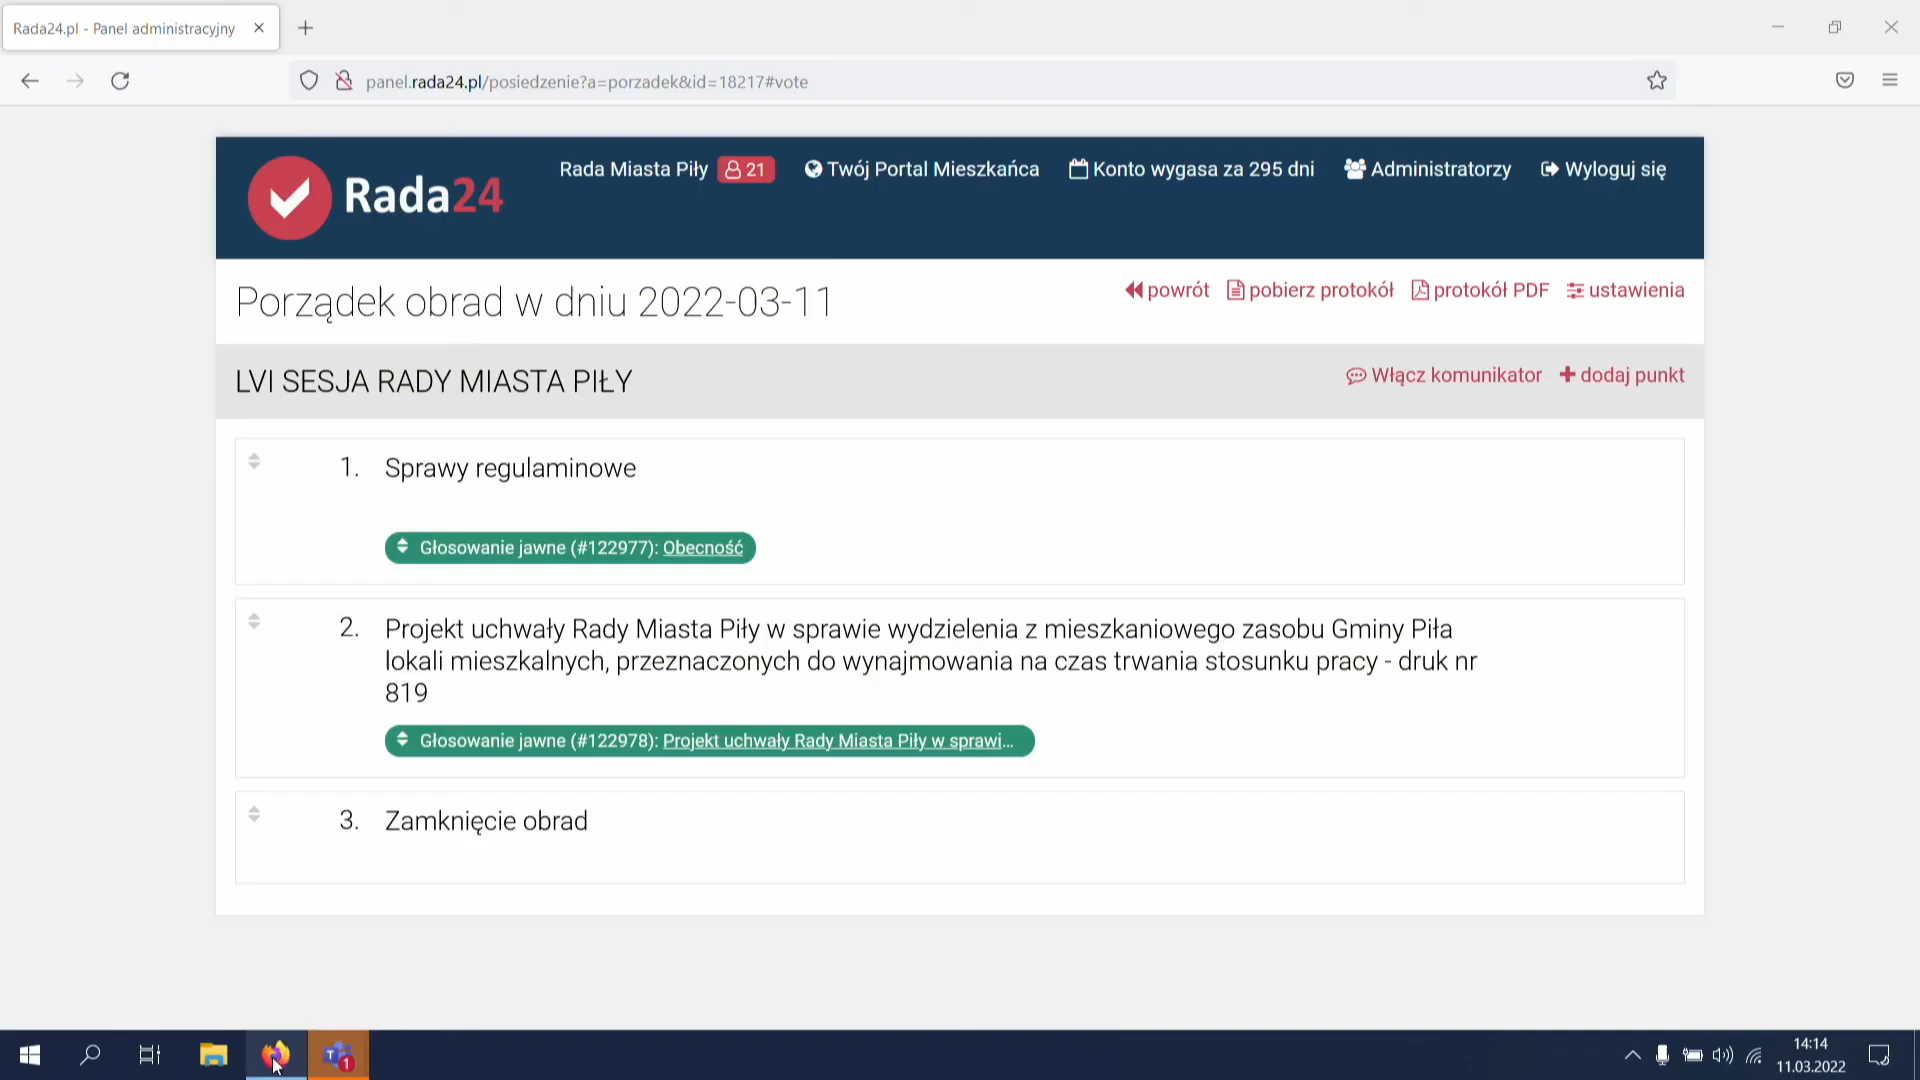 Rada24.pl - Panel administracyjny
panel.rada24.pl/posiedzenie?a=porzadek&id=18217#vote
Rada24
Rada Miasta Piły 21 Twój Portal Mieszkańca Konto wygasa za 295 dni Administratorzy Wyloguj się
Porządek obrad w dniu 2022-03-11
powrót pobierz protokół protokół PDF ustawienia
LVI SESJA RADY MIASTA PIŁY
Włącz komunikator dodaj punkt
1. Sprawy regulaminowe
Głosowanie jawne (#122977): Obecność
2. Projekt uchwały Rady Miasta Piły w sprawie wydzielenia z mieszkaniowego zasobu Gminy Piła
lokali mieszkalnych, przeznaczonych do wynajmowania na czas trwania stosunku pracy - druk nr
819
Głosowanie jawne (#122978): Projekt uchwały Rady Miasta Piły w sprawi...
3. Zamknięcie obrad
T 1
14:14
11.03.2022